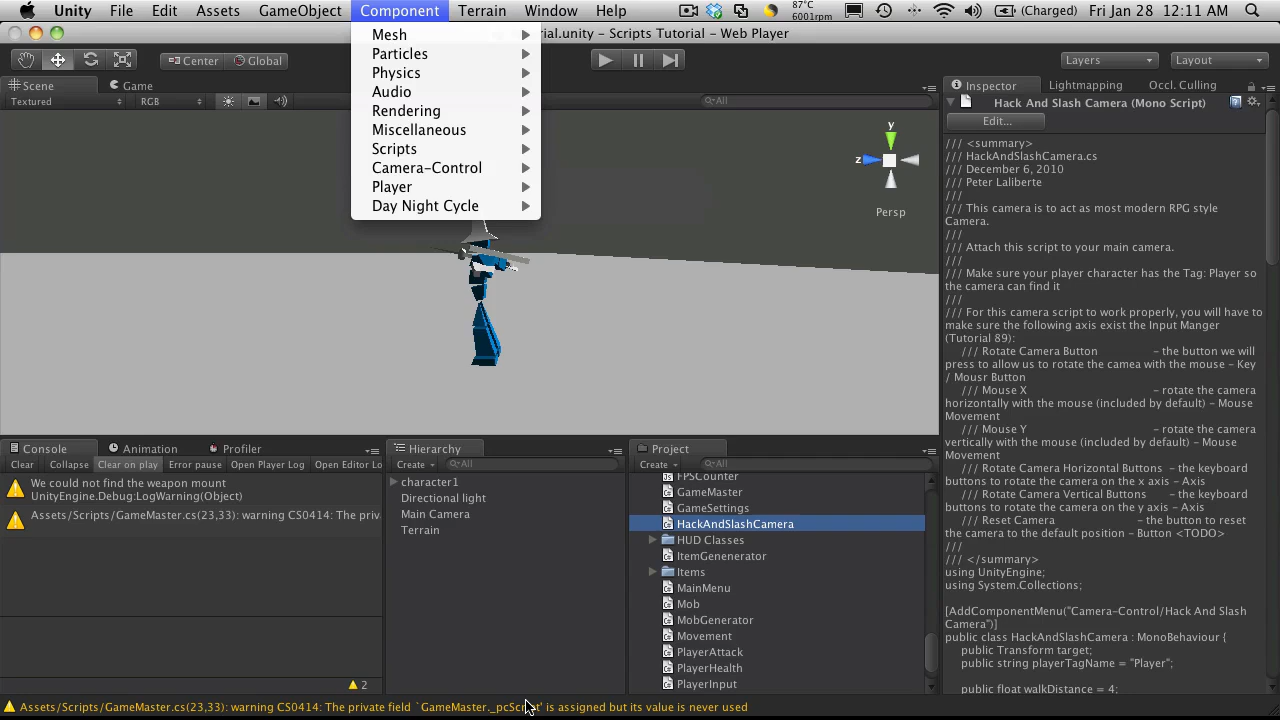 Unity File Edit Assets GameObject Component Terrain Window Help
87°C
6001rpm
(Charged) Fri Jan 28 12:11 AM
rial.unity - Scripts Tutorial - Web Player
Mesh
Particles
Physics
Audio
Rendering
Miscellaneous
Scripts
Camera-Control
Player
Day Night Cycle
Center Global
Layers Layout
Scene Game
Textured RGB All
y
z
Persp
Inspector Lightmapping Occl. Culling
Hack And Slash Camera (Mono Script)
Edit...
/// <summary>
/// HackAndSlashCamera.cs
/// December 6, 2010
/// Peter Laliberte
///
/// This camera is to act as most modern RPG style
Camera.
///
/// Attach this script to your main camera.
///
/// Make sure your player character has the Tag: Player so
the camera can find it
///
/// For this camera script to work properly, you will have to
make sure the following axis exist the Input Manger
(Tutorial 89):
/// Rotate Camera Button - the button we will
press to allow us to rotate the camea with the mouse - Key
/ Mousr Button
/// Mouse X - rotate the camera
horizontally with the mouse (included by default) - Mouse
Movement
/// Mouse Y - rotate the camera
vertically with the mouse (included by default) - Mouse
Movement
/// Rotate Camera Horizontal Buttons - the keyboard
buttons to rotate the camera on the x axis - Axis
/// Rotate Camera Vertical Buttons - the keyboard
buttons to rotate the camera on the y axis - Axis
/// Reset Camera - the button to reset
the camera to the default position - Button <TODO>
///
/// </summary>
using UnityEngine;
using System.Collections;
[AddComponentMenu("Camera-Control/Hack And Slash
Camera")]
public class HackAndSlashCamera : MonoBehaviour {
public Transform target;
public string playerTagName = "Player";
public float walkDistance = 4;
Console Animation Profiler
Clear Collapse Clear on play Error pause Open Player Log Open Editor Lo
We could not find the weapon mount
UnityEngine.Debug:LogWarning(Object)
Assets/Scripts/GameMaster.cs(23,33): warning CS0414: The priv
2
Hierarchy
Create All
character1
Directional light
Main Camera
Terrain
Project
Create All
FPSCounter
GameMaster
GameSettings
HackAndSlashCamera
HUD Classes
ItemGenenerator
Items
MainMenu
Mob
MobGenerator
Movement
PlayerAttack
PlayerHealth
PlayerInput
Assets/Scripts/GameMaster.cs(23,33): warning CS0414: The private field `GameMaster._pcScript' is assigned but its value is never used